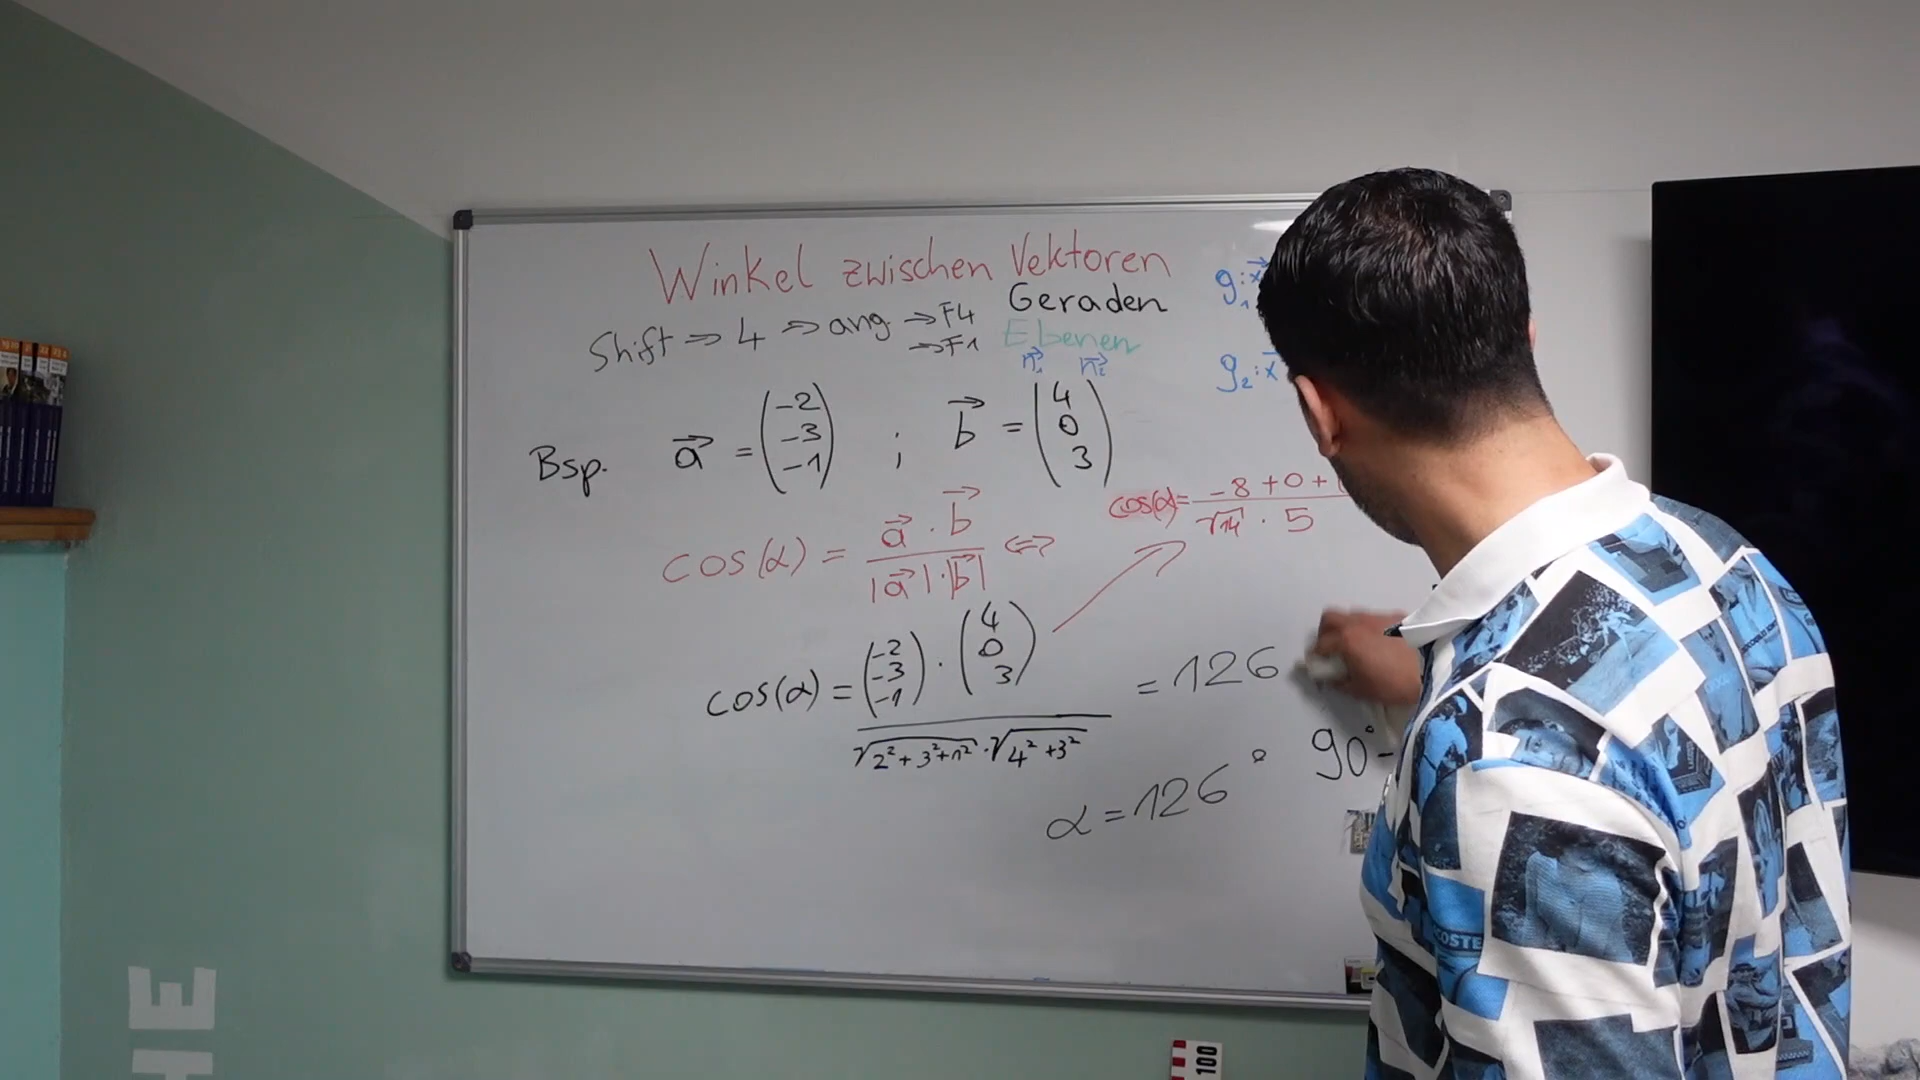 Winkel zwischen Vektoren
Geraden
Ebenen
Shift ⇒ 4 ⇒ ang → F4
→ F1
n₁ n₂
g₁: x
g₂: x
Bsp. a = (-2 -3 -1) ; b = (4 0 3)
cos(α) = a · b / |a| · |b| ⇔
cos(α) = -8 + 0 + / √14 · 5
cos(α) = (-2 -3 -1) · (4 0 3) / √2² + 3² + 1² · √4² + 3²
= 126
α = 126° 90° -
COSTE
100